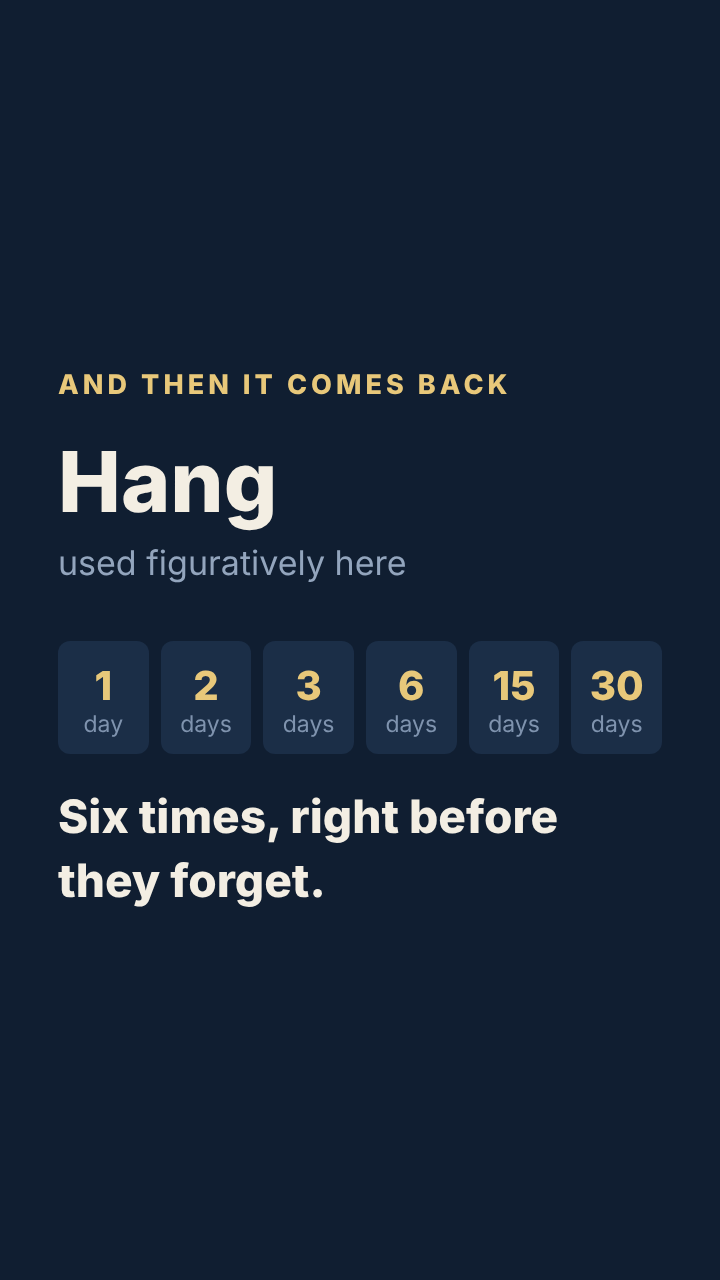 AND THEN IT COMES BACK
Hang
used figuratively here
1 2 3 6 15 30
day days days days days days
Six times, right before
they forget.